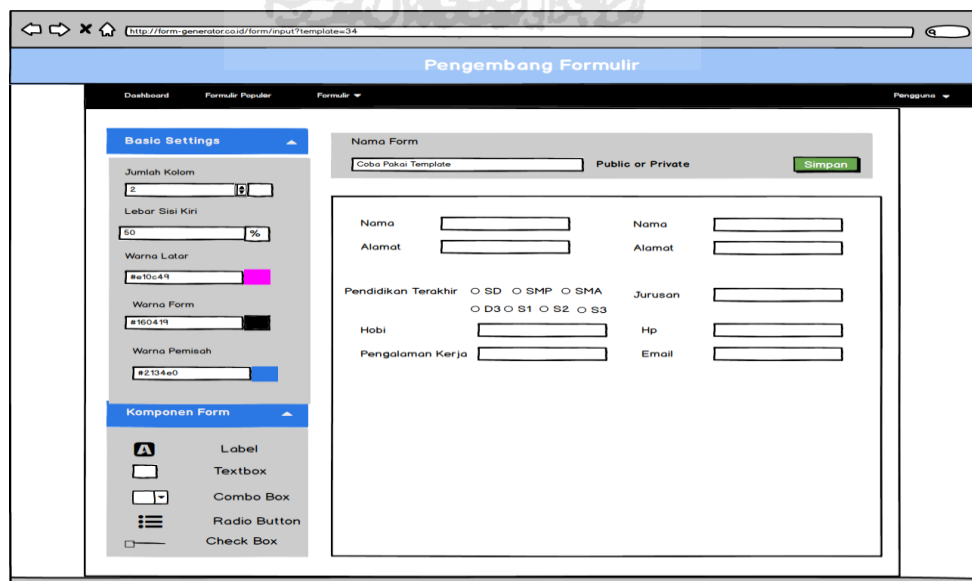 http://form-generator.co.id/form/input?template=34
Pengembang Formulir
Dashboard Formulir Populer Formulir Pengguna
Basic Settings
Jumlah Kolom
2
Lebar Sisi Kiri
50 %
Warna Latar
#e10c49
Warna Form
#160419
Warna Pemisah
#2134e0
Komponen Form
A Label
Textbox
Combo Box
Radio Button
Check Box
Nama Form
Coba Pakai Template Public or Private Simpan
Nama Nama
Alamat Alamat
Pendidikan Terakhir SD SMP SMA Jurusan
D3 S1 S2 S3
Hobi Hp
Pengalaman Kerja Email